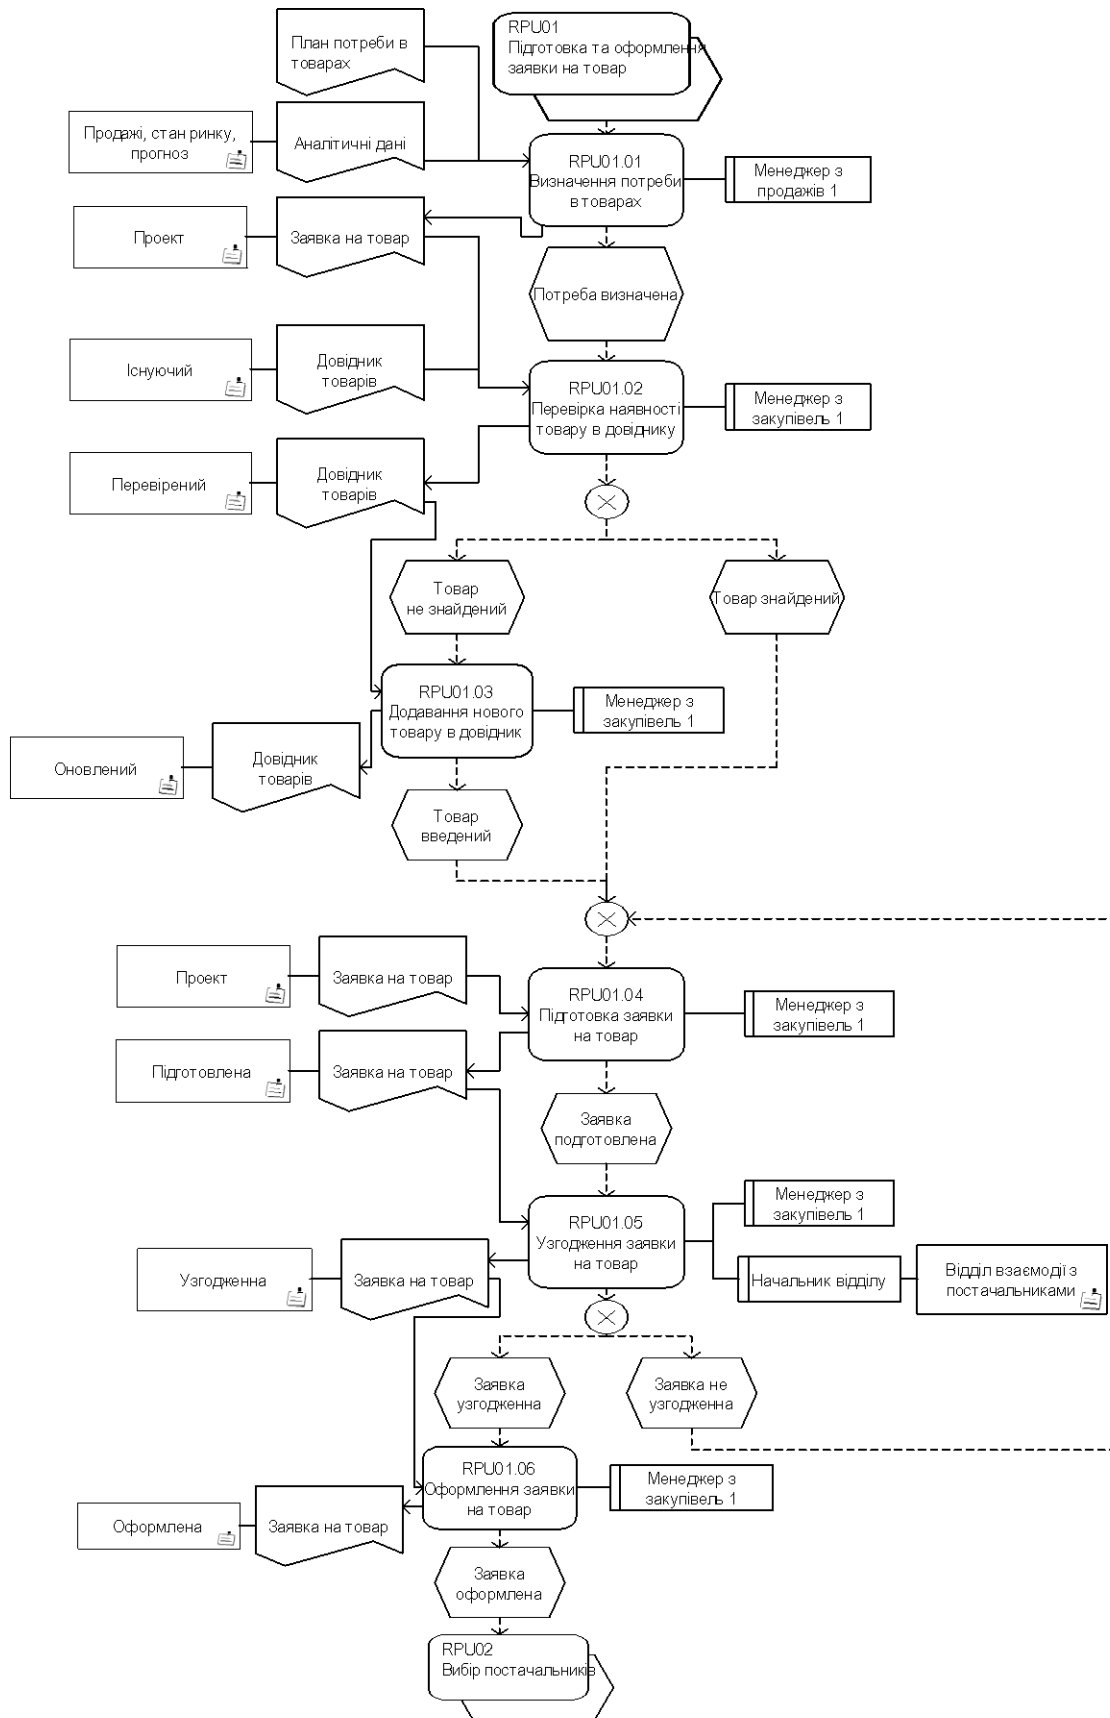 План потреби в
товарах
RPU01
Підготовка та оформлення
заявки на товар
Продажі, стан ринку,
прогноз
Аналітичні дані
RPU01.01
Визначення потреби
в товарах
Менеджер з
продажів 1
Проект
Заявка на товар
Потреба визначена
Існуючий
Довідник
товарів
RPU01.02
Перевірка наявності
товару в довіднику
Менеджер з
закупівель 1
Перевірений
Довідник
товарів
Товар
не знайдений
Товар знайдений
RPU01.03
Додавання нового
товару в довідник
Менеджер з
закупівель 1
Оновлений
Довідник
товарів
Товар
введений
Проект
Заявка на товар
RPU01.04
Підготовка заявки
на товар
Менеджер з
закупівель 1
Підготовлена
Заявка на товар
Заявка
подготовлена
Менеджер з
закупівель 1
RPU01.05
Узгодження заявки
на товар
Узгодженна
Заявка на товар
Начальник відділу
Відділ взаємодії з
постачальниками
Заявка
узгодженна
Заявка не
узгодженна
RPU01.06
Оформлення заявки
на товар
Менеджер з
закупівель 1
Оформлена
Заявка на товар
Заявка
оформлена
RPU02
Вибір постачальників